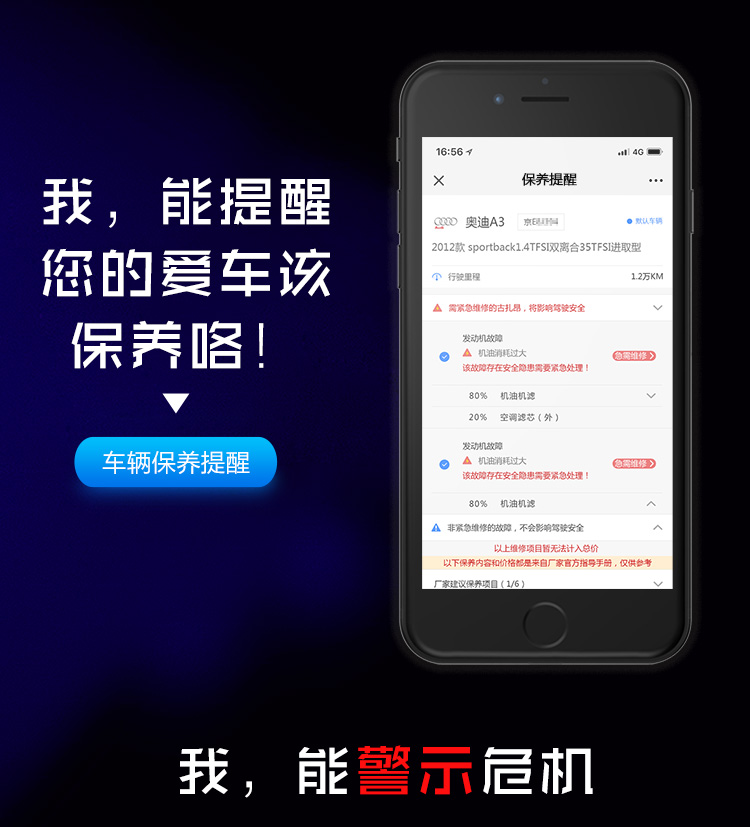 我，能提醒
您的爱车该
保养咯！
车辆保养提醒
16:56
4G
×
保养提醒
奥迪A3
默认车辆
2012款 sportback1.4TFSI双离合35TFSI进取型
行驶里程
1.2万KM
需紧急维修的古扎昂，将影响驾驶安全
发动机故障
机油消耗过大
急需维修
该故障存在安全隐患需要紧急处理！
80% 机油机滤
20% 空调滤芯（外）
发动机故障
机油消耗过大
急需维修
该故障存在安全隐患需要紧急处理！
80% 机油机滤
非紧急维修的故障，不会影响驾驶安全
以上维修项目暂无法计入总价
以下保养内容和价格都是来自厂家官方指导手册，仅供参考
厂家建议保养项目（1/6）
我，能警示危机